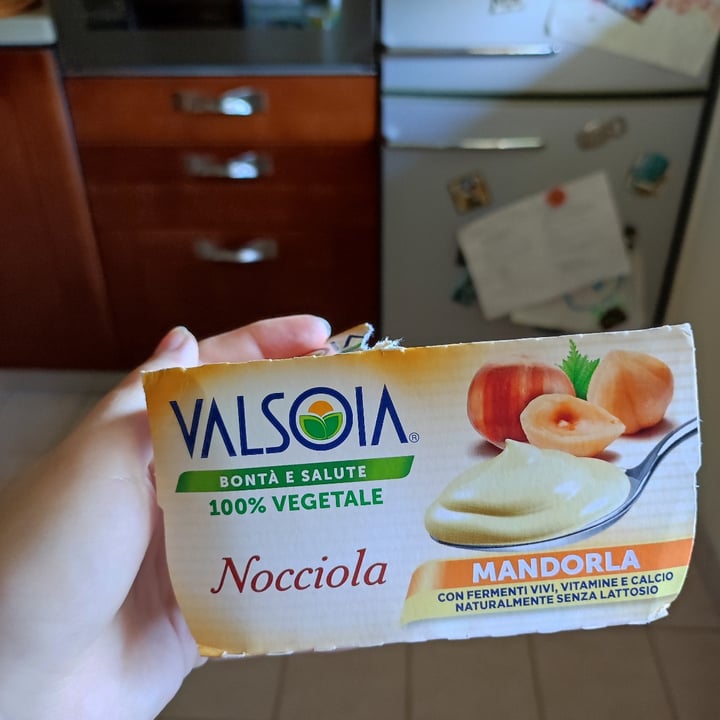 VALSOIA®
BONTÀ E SALUTE
100% VEGETALE
Nocciola
MANDORLA
CON FERMENTI VIVI, VITAMINE E CALCIO
NATURALMENTE SENZA LATTOSIO